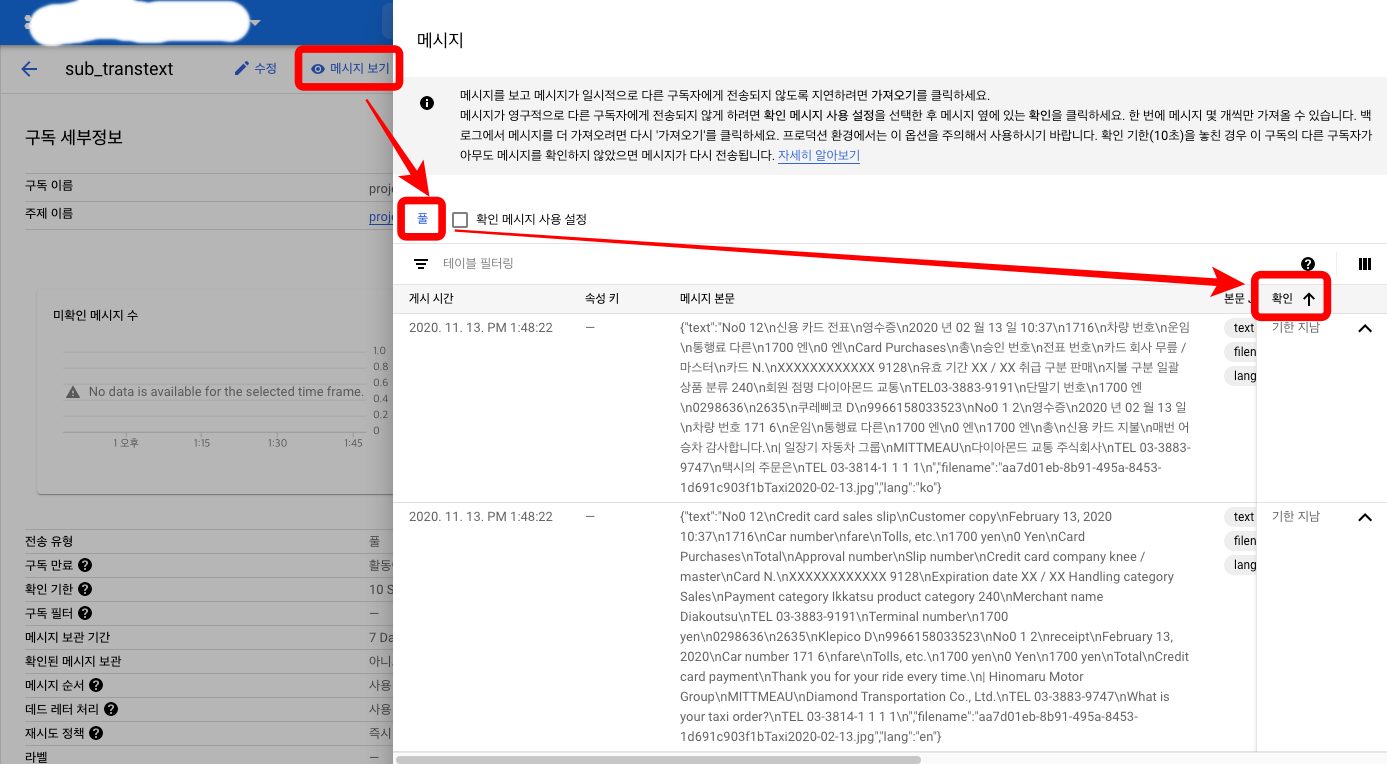 sub_transtext
수정
메시지 보기
구독 세부정보
구독 이름
proj
주제 이름
proj
미확인 메시지 수
1.0
0.8
0.6
0.4
0.2
0
No data is available for the selected time frame.
1 오후
1:15
1:30
1:45
전송 유형
풀
구독 만료
활동
확인 기한
10 S
구독 필터
—
메시지 보관 기간
7 Da
확인된 메시지 보관
아니
메시지 순서
사용
데드 레터 처리
사용
재시도 정책
즉시
라벨
—
메시지
메시지를 보고 메시지가 일시적으로 다른 구독자에게 전송되지 않도록 지연하려면 가져오기를 클릭하세요.
메시지가 영구적으로 다른 구독자에게 전송되지 않게 하려면 확인 메시지 사용 설정을 선택한 후 메시지 옆에 있는 확인을 클릭하세요. 한 번에 메시지 몇 개씩만 가져올 수 있습니다. 백
로그에서 메시지를 더 가져오려면 다시 '가져오기'를 클릭하세요. 프로덕션 환경에서는 이 옵션을 주의해서 사용하시기 바랍니다. 확인 기한(10초)을 놓친 경우 이 구독의 다른 구독자가
아무도 메시지를 확인하지 않았으면 메시지가 다시 전송됩니다. 자세히 알아보기
풀
확인 메시지 사용 설정
테이블 필터링
게시 시간 속성 키 메시지 본문 본문 확인
2020. 11. 13. PM 1:48:22 — {"text":"No0 12\n신용 카드 전표\n영수증\n2020 년 02 월 13 일 10:37\n1716\n차량 번호\n운임
\n통행료 다른\n1700 엔\n0 엔\nCard Purchases\n총\n승인 번호\n전표 번호\n카드 회사 무릎 /
마스터\n카드 N.\nXXXXXXXXXXXX 9128\n유효 기간 XX / XX 취급 구분 판매\n지불 구분 일괄
상품 분류 240\n회원 점명 다이아몬드 교통\nTEL03-3883-9191\n단말기 번호\n1700 엔
\n0298636\n2635\n쿠레삐코 D\n9966158033523\nNo0 1 2\n영수증\n2020 년 02 월 13 일
\n차량 번호 171 6\n운임\n통행료 다른\n1700 엔\n0 엔\n1700 엔\n총\n신용 카드 지불\n매번 어
승차 감사합니다.\n| 일장기 자동차 그룹\nMITTMEAU\n다이아몬드 교통 주식회사\nTEL 03-3883-
9747\n택시의 주문은\nTEL 03-3814-1 1 1 1\n","filename":"aa7d01eb-8b91-495a-8453-
1d691c903f1bTaxi2020-02-13.jpg","lang":"ko"}
text
filen
lang
기한 지남
2020. 11. 13. PM 1:48:22 — {"text":"No0 12\nCredit card sales slip\nCustomer copy\nFebruary 13, 2020
10:37\n1716\nCar number\nfare\nTolls, etc.\n1700 yen\n0 Yen\nCard
Purchases\nTotal\nApproval number\nSlip number\nCredit card company knee /
master\nCard N.\nXXXXXXXXXXXX 9128\nExpiration date XX / XX Handling category
Sales\nPayment category Ikkatsu product category 240\nMerchant name
Diakoutsu\nTEL 03-3883-9191\nTerminal number\n1700
yen\n0298636\n2635\nKlepico D\n9966158033523\nNo0 1 2\nreceipt\nFebruary 13,
2020\nCar number 171 6\nfare\nTolls, etc.\n1700 yen\n0 Yen\n1700 yen\nTotal\nCredit
card payment\nThank you for your ride every time.\n| Hinomaru Motor
Group\nMITTMEAU\nDiamond Transportation Co., Ltd.\nTEL 03-3883-9747\nWhat is
your taxi order?\nTEL 03-3814-1 1 1 1\n","filename":"aa7d01eb-8b91-495a-8453-
1d691c903f1bTaxi2020-02-13.jpg","lang":"en"}
text
filen
lang
기한 지남